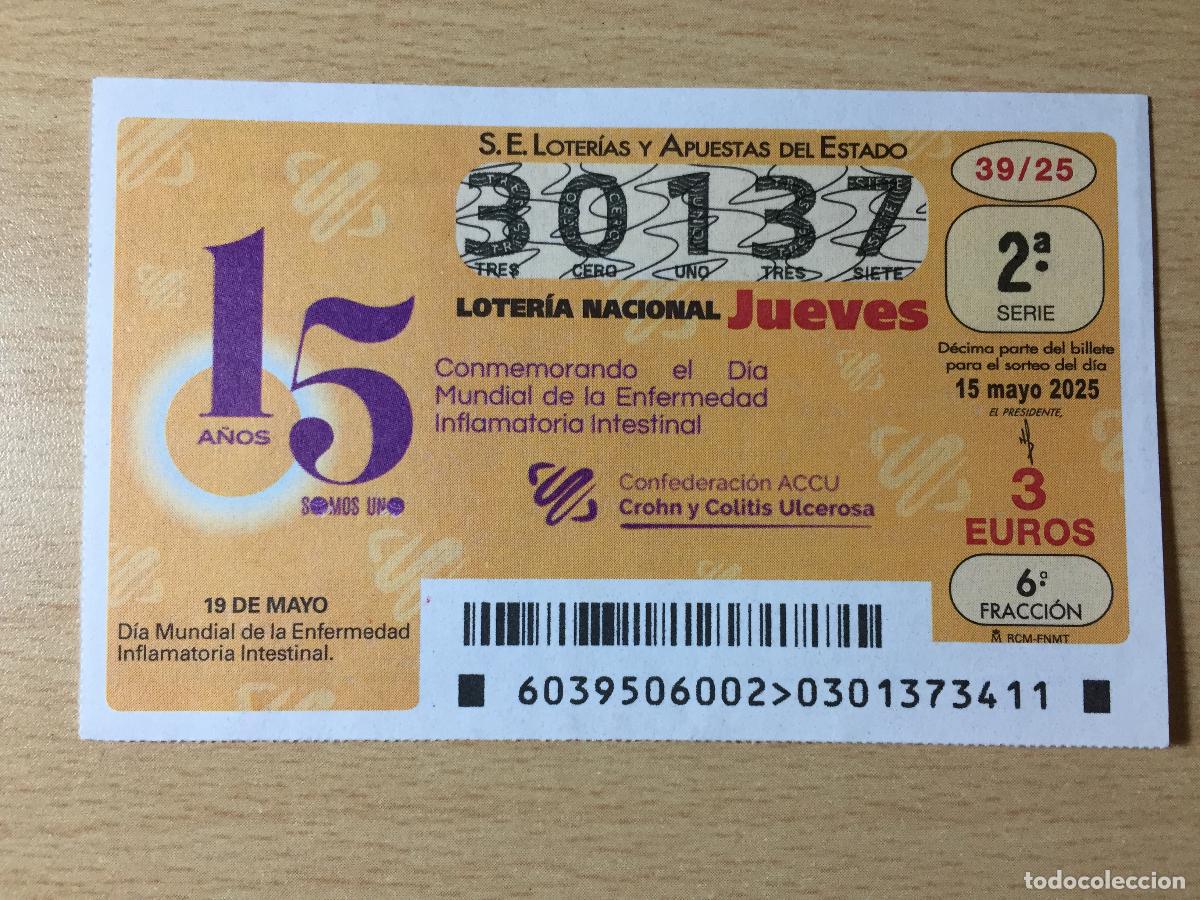 S.E. LOTERÍAS Y APUESTAS DEL ESTADO
30137
TRES CERO UNO TRES SIETE
LOTERÍA NACIONAL Jueves
39/25
2ª
SERIE
Décima parte del billete
para el sorteo del día
15 mayo 2025
EL PRESIDENTE,
3
EUROS
6ª
FRACCIÓN
RCM-FNMT
15
AÑOS
SOMOS UNO
Conmemorando el Día
Mundial de la Enfermedad
Inflamatoria Intestinal
Confederación ACCU
Crohn y Colitis Ulcerosa
19 DE MAYO
Día Mundial de la Enfermedad
Inflamatoria Intestinal.
6039506002>0301373411
todocoleccion